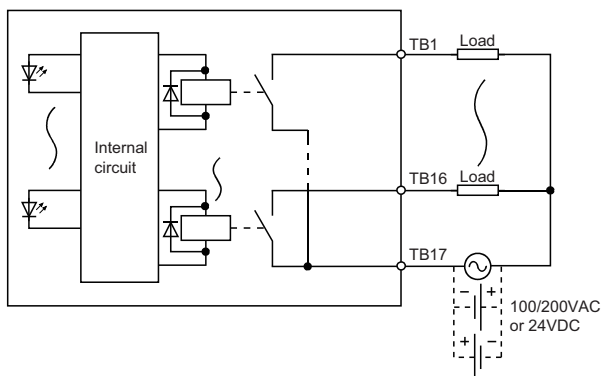 TB1
Load
Internal
circuit
TB16
Load
TB17
− +
100/200VAC
or 24VDC
+ −